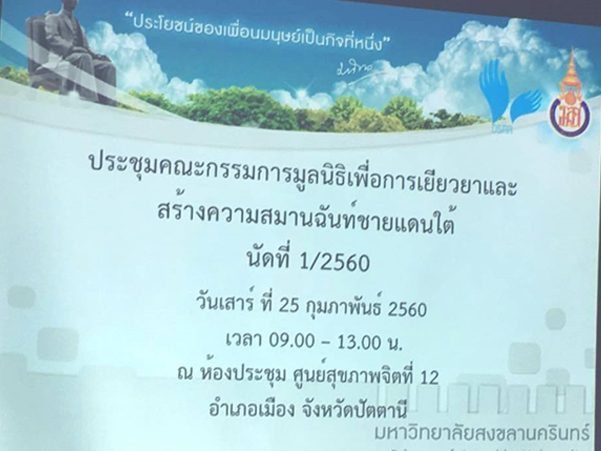 “ประโยชน์ของเพื่อนมนุษย์เป็นกิจที่หนึ่ง”
ม.อ.
ประชุมคณะกรรมการมูลนิธิเพื่อการเยียวยาและ
สร้างความสมานฉันท์ชายแดนใต้
นัดที่ 1/2560
วันเสาร์ ที่ 25 กุมภาพันธ์ 2560
เวลา 09.00 – 13.00 น.
ณ ห้องประชุม ศูนย์สุขภาพจิตที่ 12
อำเภอเมือง จังหวัดปัตตานี
มหาวิทยาลัยสงขลานครินทร์